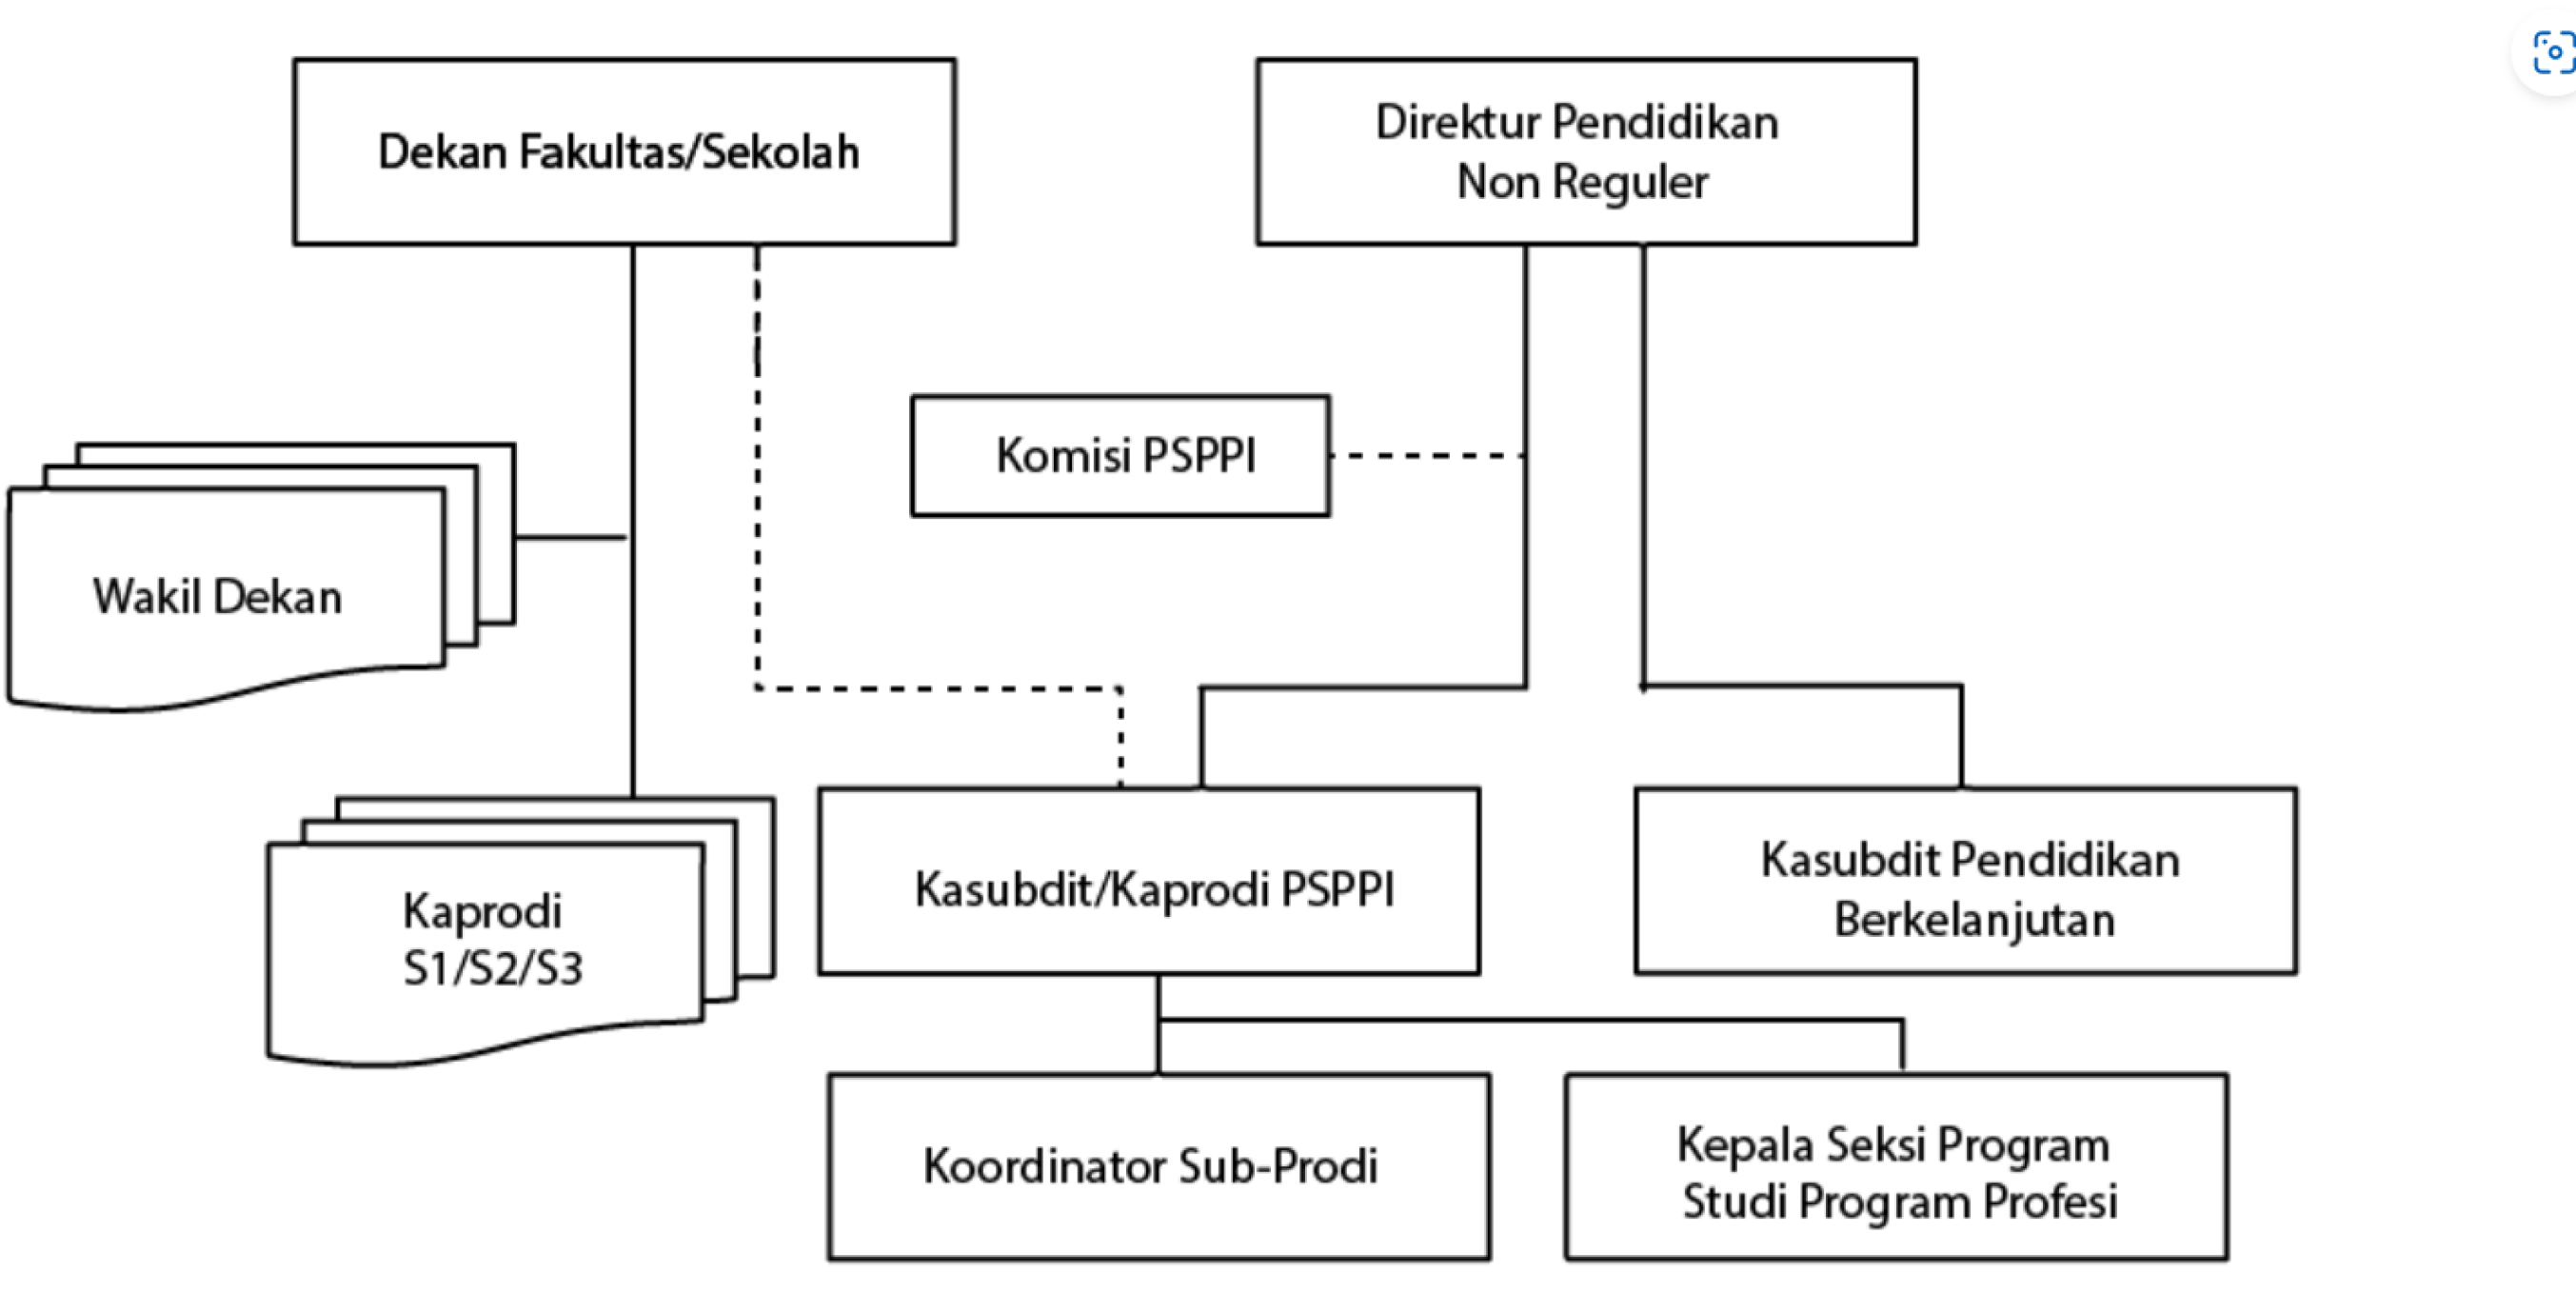 Dekan Fakultas/Sekolah
Direktur Pendidikan
Non Reguler
Komisi PSPPI
Wakil Dekan
Kaprodi
S1/S2/S3
Kasubdit/Kaprodi PSPPI
Kasubdit Pendidikan
Berkelanjutan
Koordinator Sub-Prodi
Kepala Seksi Program
Studi Program Profesi